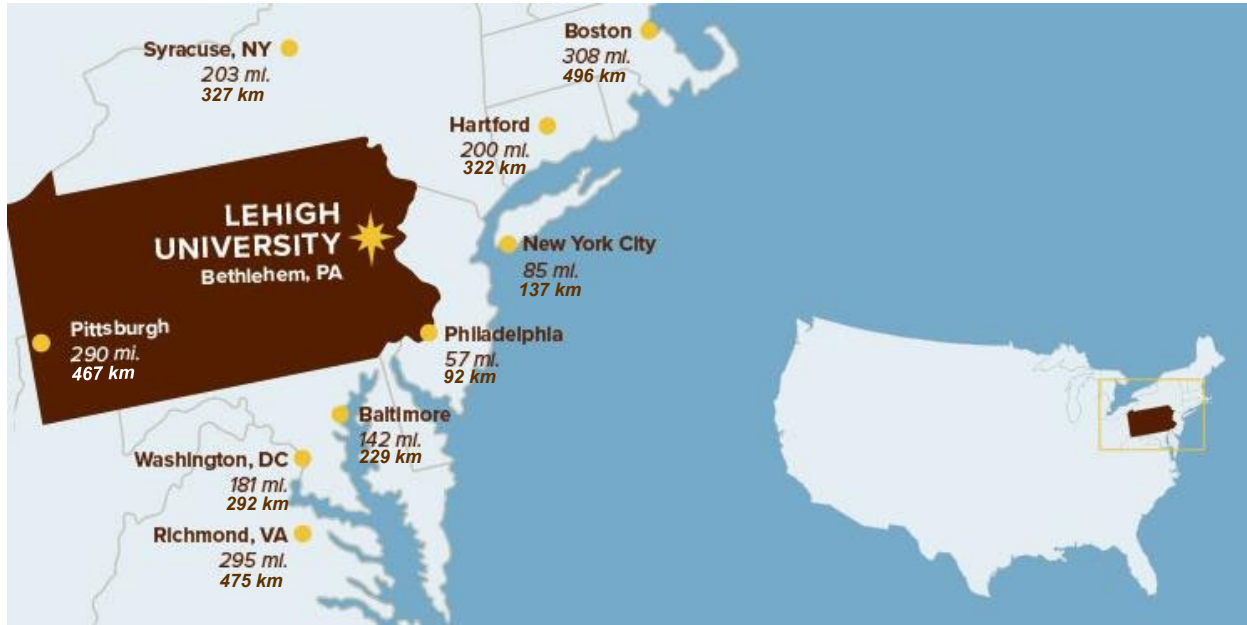 Boston
308 mi.
496 km
Syracuse, NY
203 mi.
327 km
Hartford
200 mi.
322 km
LEHIGH
UNIVERSITY
Bethlehem, PA
New York City
85 mi.
137 km
Pittsburgh
290 mi.
467 km
Philadelphia
57 mi.
92 km
Baltimore
142 mi.
229 km
Washington, DC
181 mi.
292 km
Richmond, VA
295 mi.
475 km